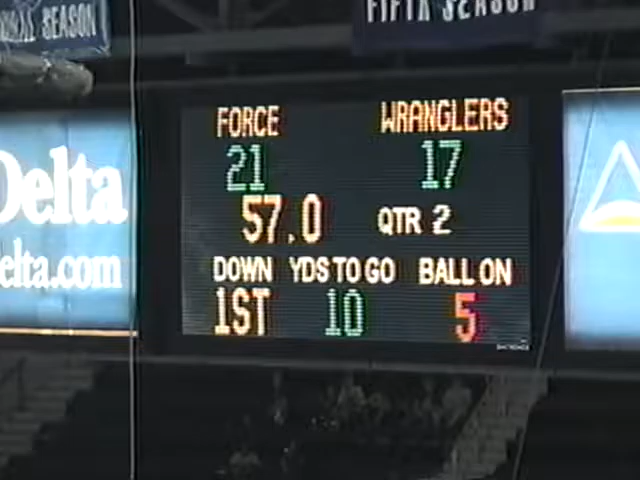 SEASON
FIFTH SEASON
FORCE WRANGLERS
21 17
57.0 QTR 2
DOWN YDS TO GO BALL ON
1ST 10 5
Delta
elta.com